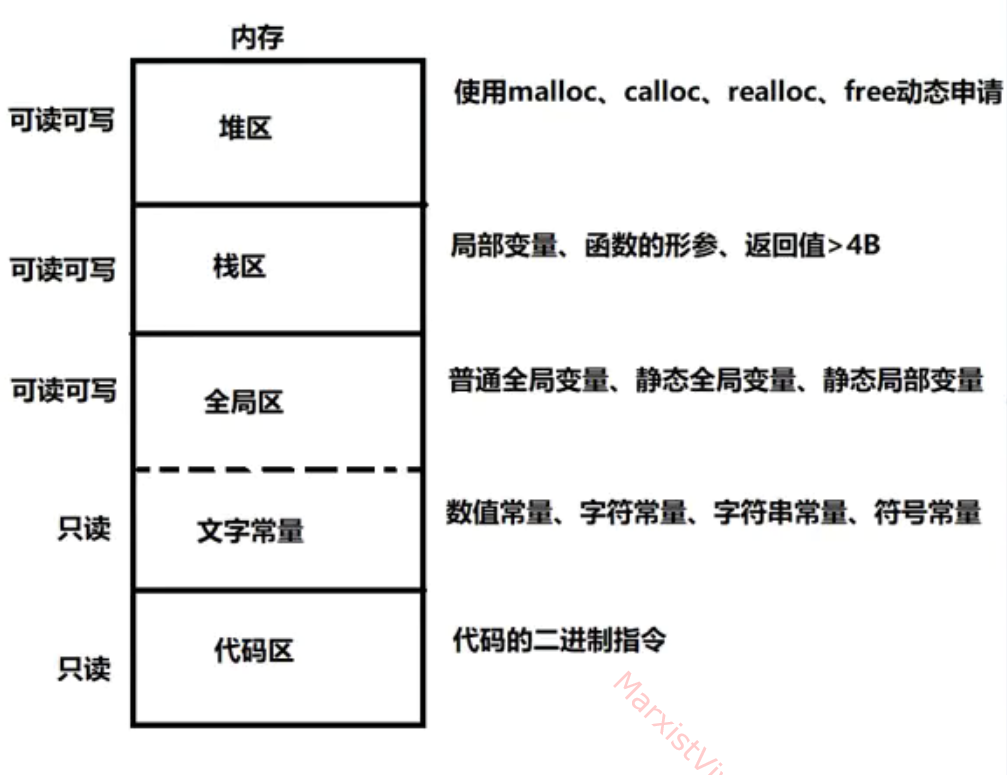 内存
可读可写
堆区
使用malloc、calloc、realloc、free动态申请
可读可写
栈区
局部变量、函数的形参、返回值>4B
可读可写
全局区
普通全局变量、静态全局变量、静态局部变量
只读
文字常量
数值常量、字符常量、字符串常量、符号常量
只读
代码区
代码的二进制指令